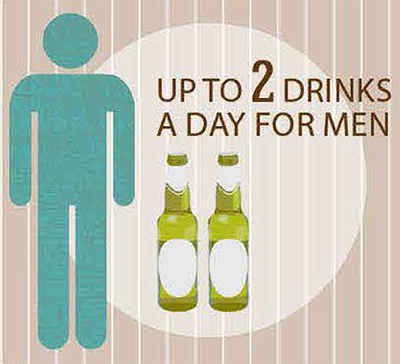 UP TO 2 DRINKS
A DAY FOR MEN